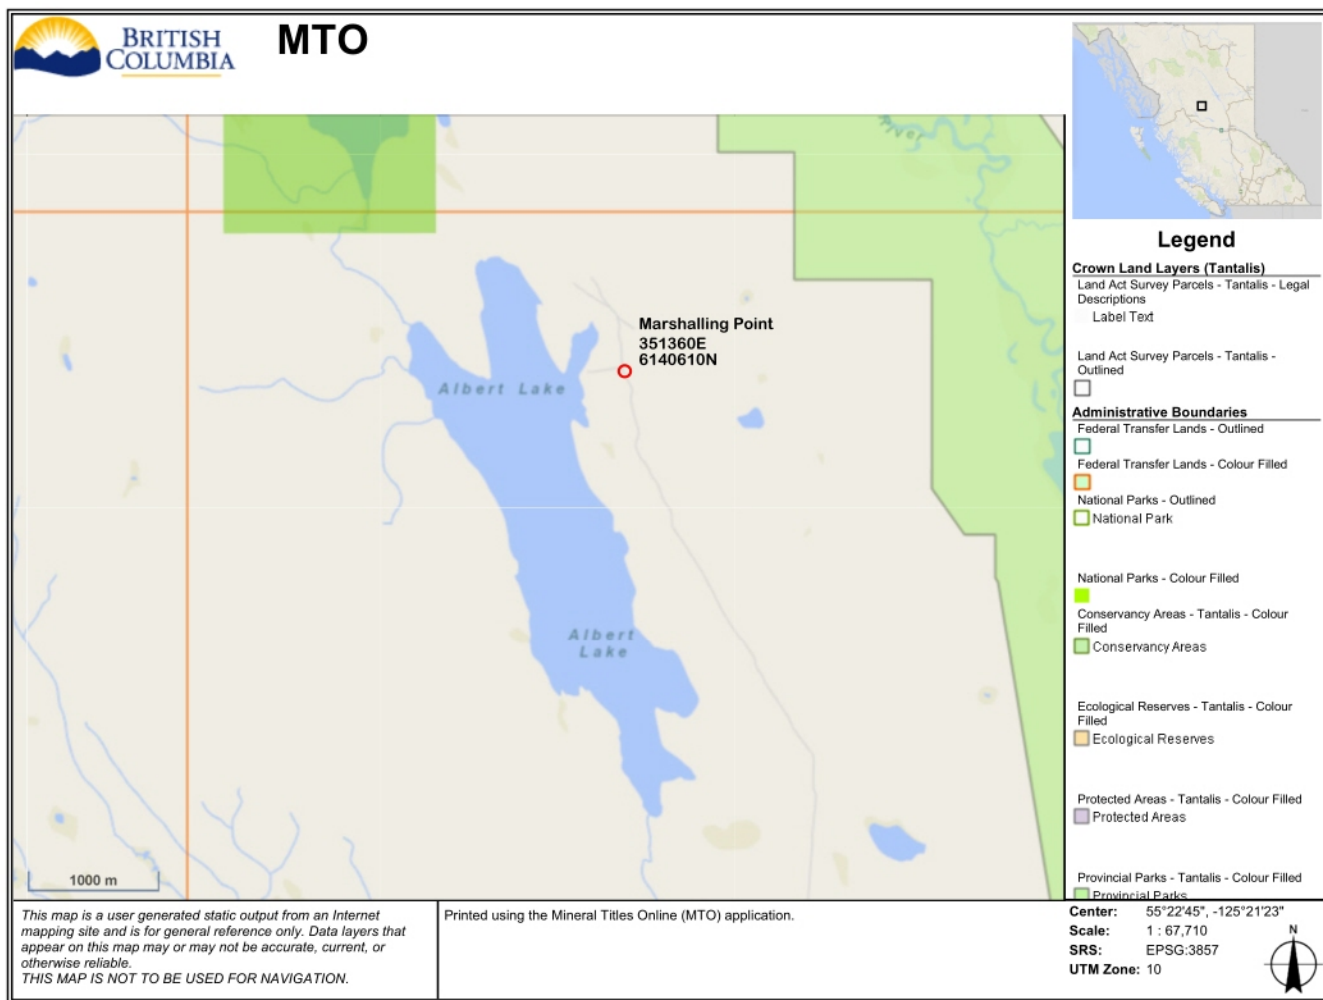 BRITISH
COLUMBIA
MTO
River
Marshalling Point
351360E
6140610N
Albert Lake
Albert
Lake
1000 m
Legend
Crown Land Layers (Tantalis)
Land Act Survey Parcels - Tantalis - Legal
Descriptions
Label Text
Land Act Survey Parcels - Tantalis -
Outlined
Administrative Boundaries
Federal Transfer Lands - Outlined
Federal Transfer Lands - Colour Filled
National Parks - Outlined
National Park
National Parks - Colour Filled
Conservancy Areas - Tantalis - Colour
Filled
Conservancy Areas
Ecological Reserves - Tantalis - Colour
Filled
Ecological Reserves
Protected Areas - Tantalis - Colour Filled
Protected Areas
Provincial Parks - Tantalis - Colour Filled
Provincial Parks
This map is a user generated static output from an Internet
mapping site and is for general reference only. Data layers that
appear on this map may or may not be accurate, current, or
otherwise reliable.
THIS MAP IS NOT TO BE USED FOR NAVIGATION.
Printed using the Mineral Titles Online (MTO) application.
Center: 55°22'45", -125°21'23"
Scale: 1 : 67,710
SRS: EPSG:3857
UTM Zone: 10
N